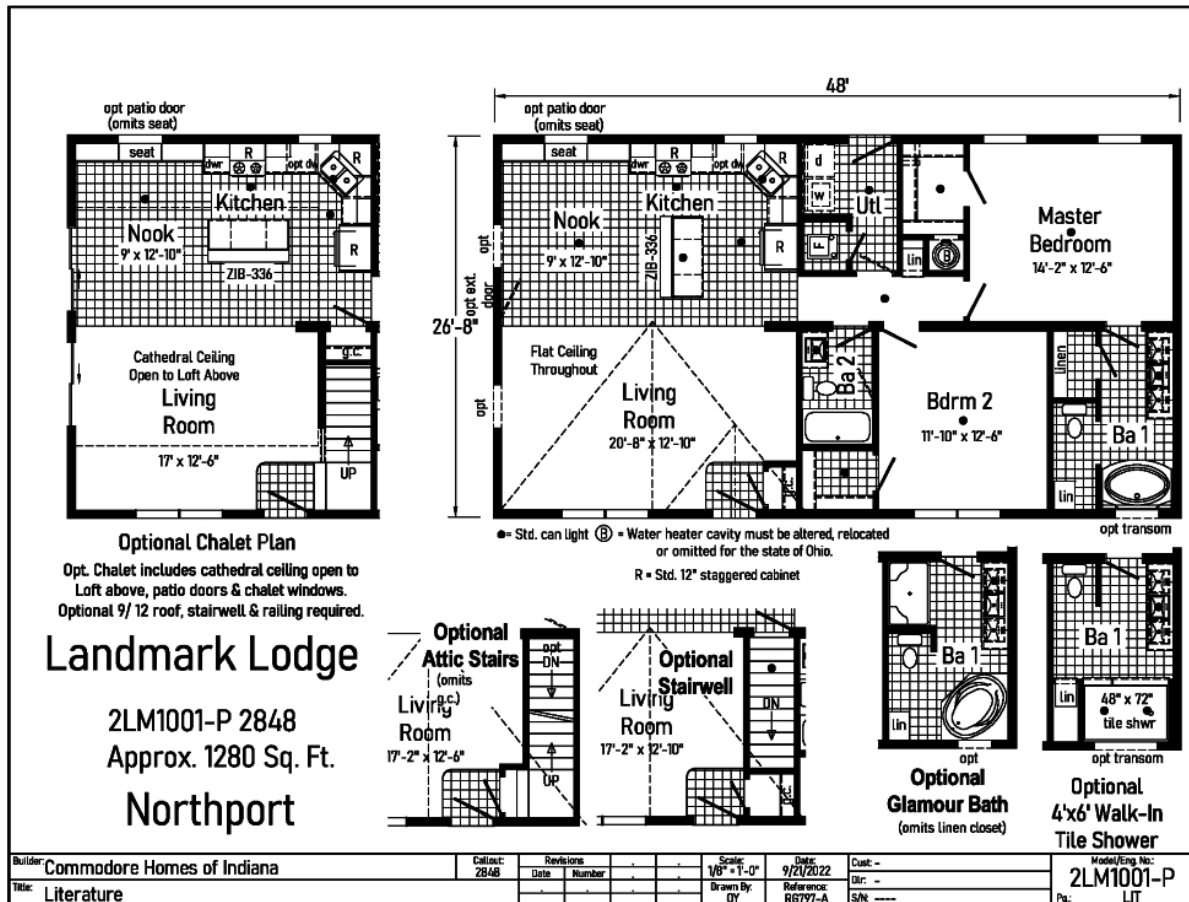 48'
opt patio door
(omits seat)
seat
dwr
R
opt dw
R
Kitchen
Nook
9' x 12'-10"
ZIB-336
R
g.c.
Cathedral Ceiling
Open to Loft Above
Living
Room
17' x 12'-6"
UP
Optional Chalet Plan
Opt. Chalet includes cathedral ceiling open to
Loft above, patio doors & chalet windows.
Optional 9/ 12 roof, stairwell & railing required.
opt patio door
(omits seat)
26'-8"
seat
dwr
R
opt dw
R
Kitchen
Nook
9' x 12'-10"
ZIB-336
R
opt
opt ext.
door
opt
d
w
Utl
F
lin
B
Master
Bedroom
14'-2" x 12'-6"
Flat Ceiling
Throughout
Living
Room
20'-8" x 12'-10"
g.c.
Ba 2
Bdrm 2
11'-10" x 12'-6"
linen
Ba 1
lin
opt transom
●= Std. can light Ⓑ = Water heater cavity must be altered, relocated
or omitted for the state of Ohio.
R = Std. 12" staggered cabinet
Landmark Lodge
2LM1001-P 2848
Approx. 1280 Sq. Ft.
Northport
Optional
Attic Stairs
(omits
g.c.)
opt
DN
Living
Room
17'-2" x 12'-6"
UP
Optional
Stairwell
DN
Living
Room
17'-2" x 12'-10"
g.c.
Ba 1
lin
opt
Optional
Glamour Bath
(omits linen closet)
Ba 1
lin
48" x 72"
tile shwr
opt transom
Optional
4'x6' Walk-In
Tile Shower
Builder: Commodore Homes of Indiana
Title: Literature
Callout:
2848
Revisions
Date Number
Scale:
1/8" = 1'-0"
Date:
9/21/2022
Drawn By:
DY
Reference:
RG797-A
Cust: -
Dlr: -
S/N: ----
Model/Eng. No.:
2LM1001-P
Pg.: LIT